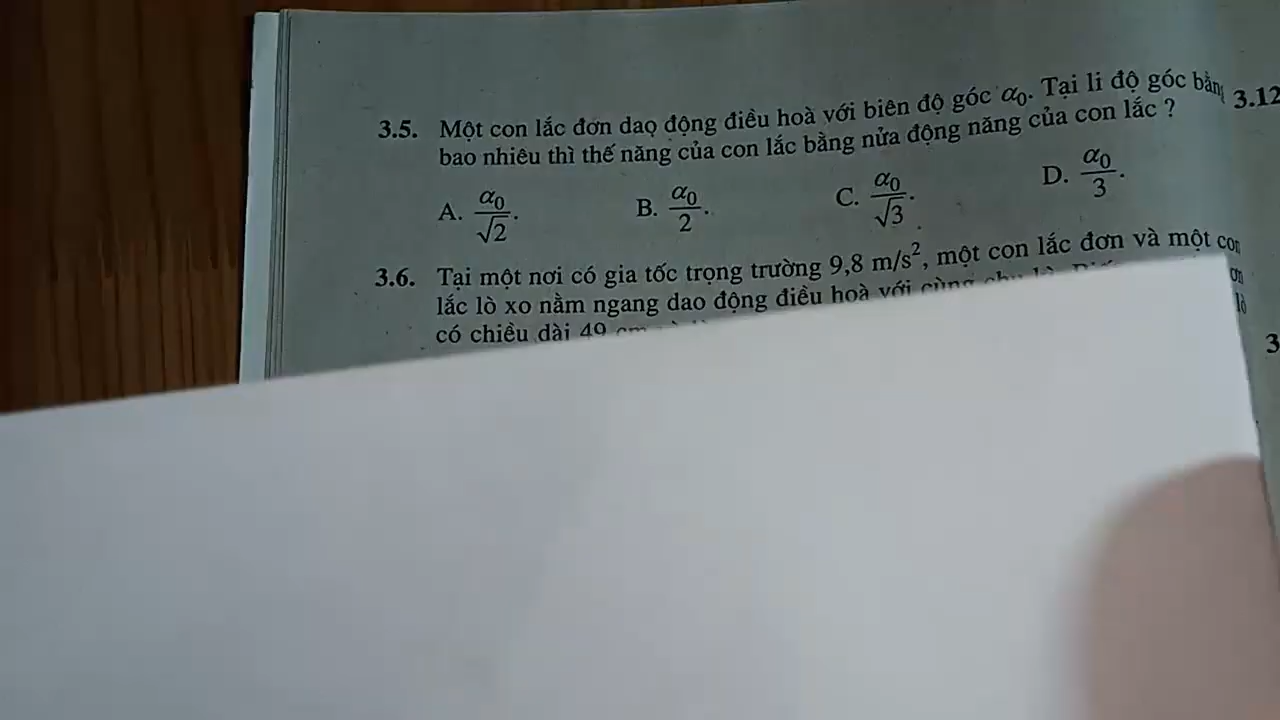 3.5. Một con lắc đơn dao động điều hoà với biên độ góc α₀. Tại li độ góc bằng
bao nhiêu thì thế năng của con lắc bằng nửa động năng của con lắc ?
A. α₀/√2. B. α₀/2. C. α₀/√3. D. α₀/3.
3.6. Tại một nơi có gia tốc trọng trường 9,8 m/s², một con lắc đơn và một con
lắc lò xo nằm ngang dao động điều hoà với cùng
có chiều dài 49 cm
3.12